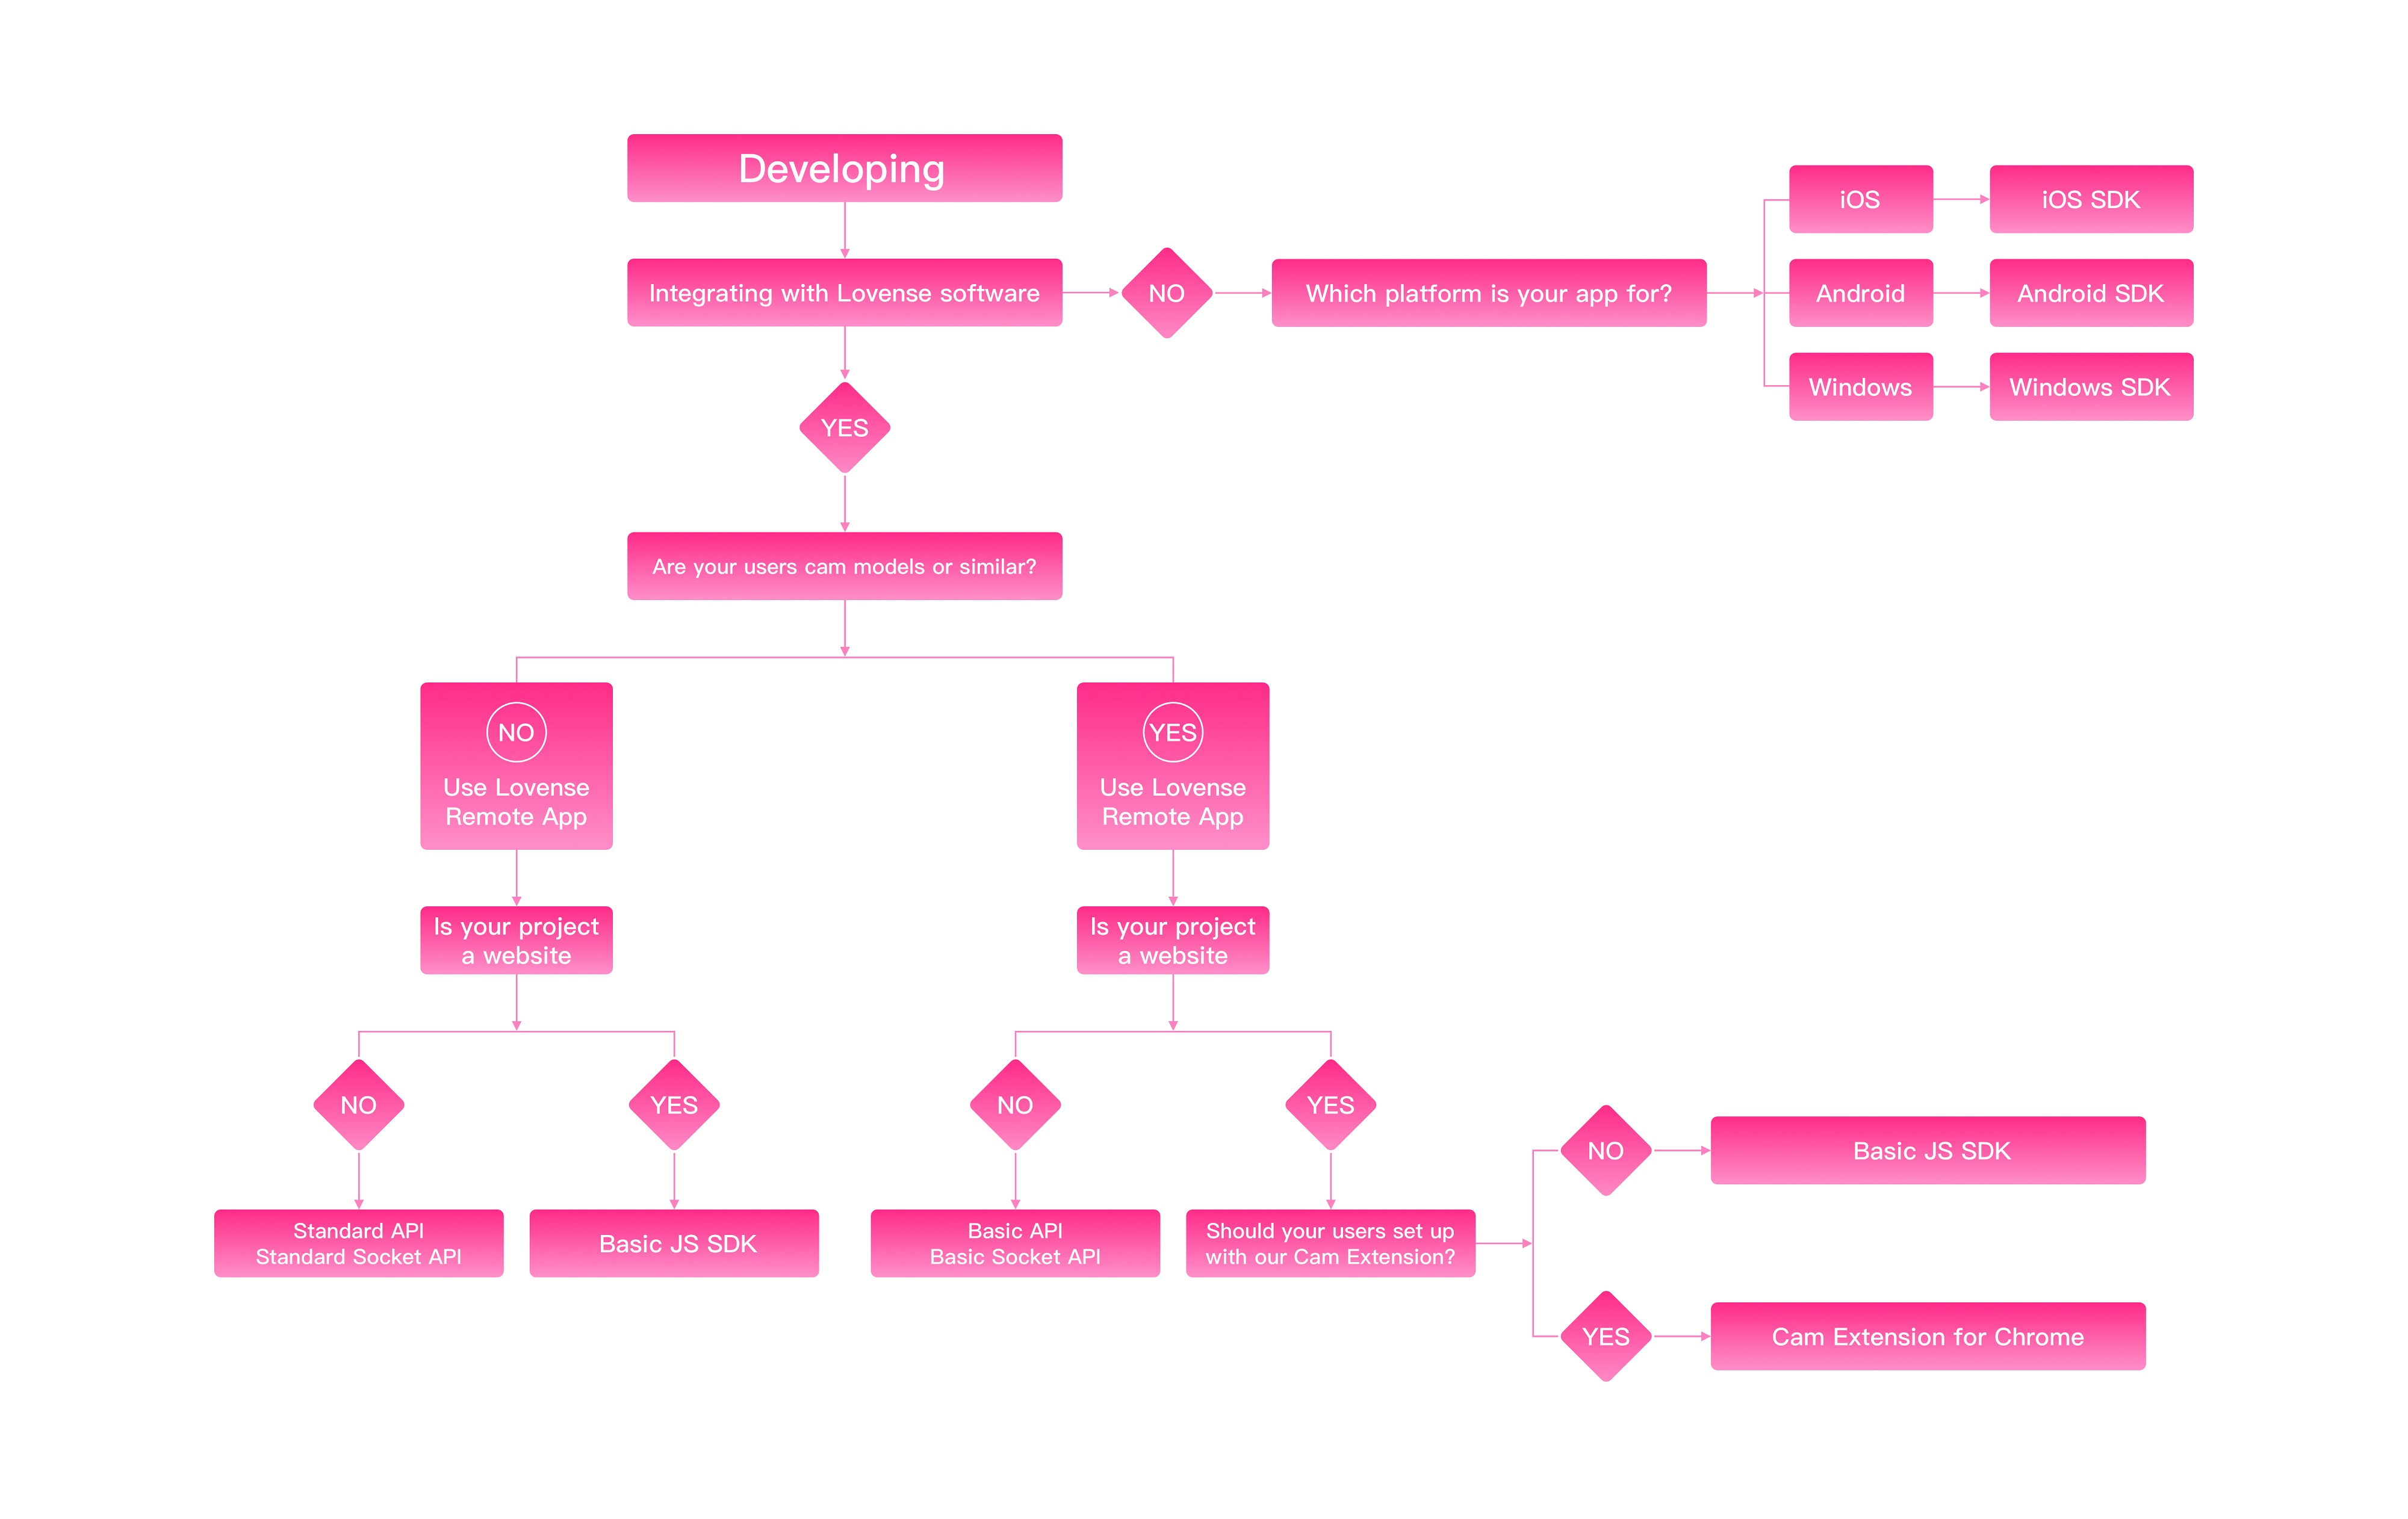 Developing
Integrating with Lovense software
NO
Which platform is your app for?
iOS
iOS SDK
Android
Android SDK
Windows
Windows SDK
YES
Are your users cam models or similar?
NO
Use Lovense
Remote App
YES
Use Lovense
Remote App
Is your project
a website
Is your project
a website
NO
YES
NO
YES
Standard API
Standard Socket API
Basic JS SDK
Basic API
Basic Socket API
Should your users set up
with our Cam Extension?
NO
Basic JS SDK
YES
Cam Extension for Chrome